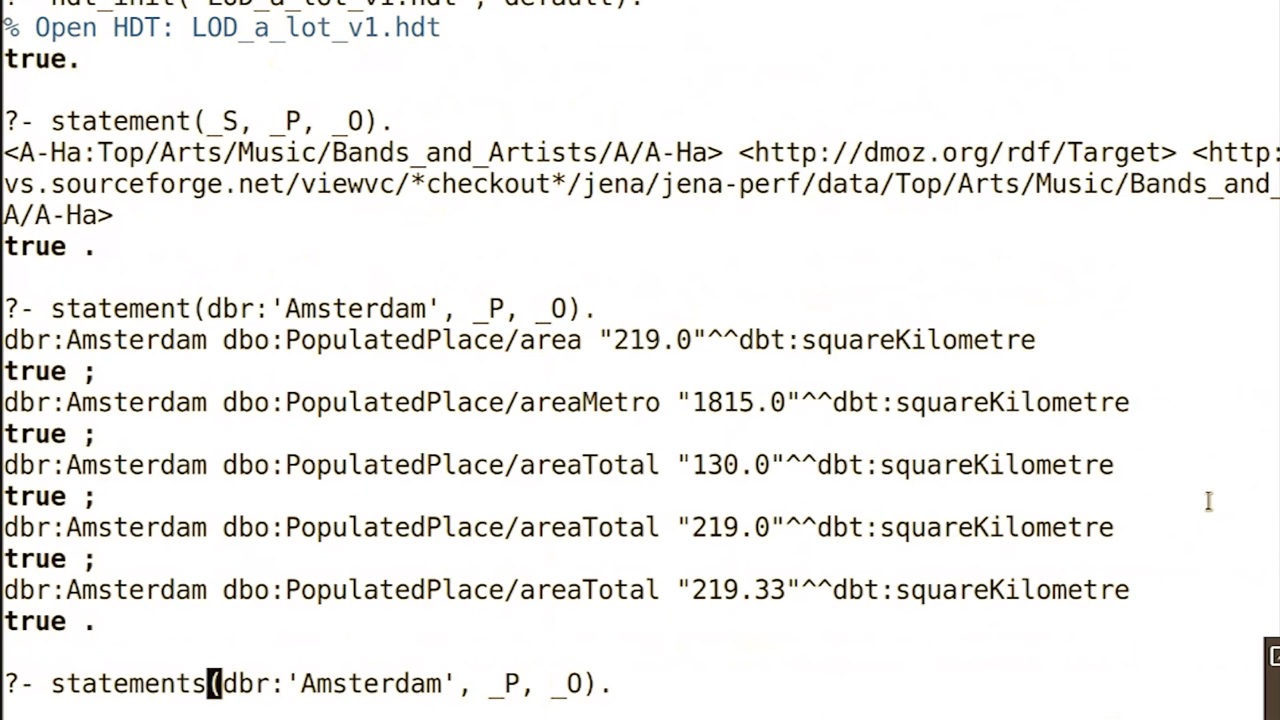 ?- hdt_init('LOD_a_lot_v1.hdt', default).
% Open HDT: LOD_a_lot_v1.hdt
true.
?- statement(_S, _P, _O).
<A-Ha:Top/Arts/Music/Bands_and_Artists/A/A-Ha> <http://dmoz.org/rdf/Target> <http:
vs.sourceforge.net/viewvc/*checkout*/jena/jena-perf/data/Top/Arts/Music/Bands_and_
A/A-Ha>
true .
?- statement(dbr:'Amsterdam', _P, _O).
dbr:Amsterdam dbo:PopulatedPlace/area "219.0"^^dbt:squareKilometre
true ;
dbr:Amsterdam dbo:PopulatedPlace/areaMetro "1815.0"^^dbt:squareKilometre
true ;
dbr:Amsterdam dbo:PopulatedPlace/areaTotal "130.0"^^dbt:squareKilometre
true ;
dbr:Amsterdam dbo:PopulatedPlace/areaTotal "219.0"^^dbt:squareKilometre
true ;
dbr:Amsterdam dbo:PopulatedPlace/areaTotal "219.33"^^dbt:squareKilometre
true .
?- statements(dbr:'Amsterdam', _P, _O).